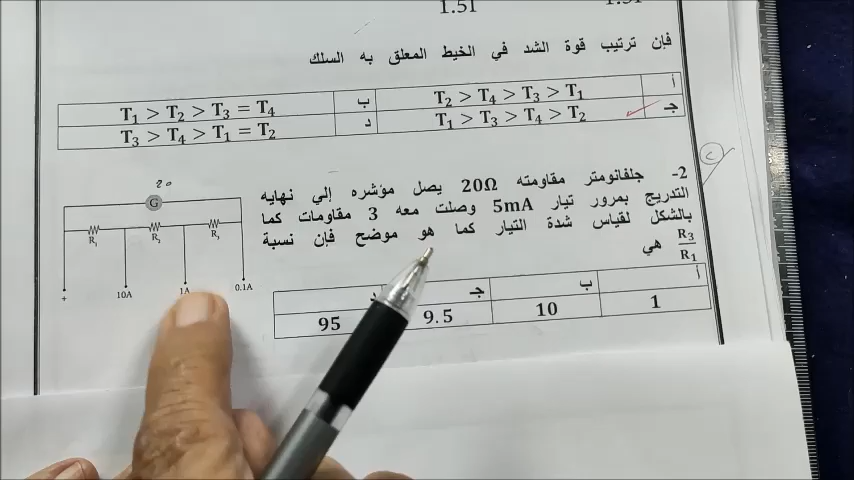 1.5T
فإن ترتيب قوة الشد في الخيط المعلق به السلك
أ T₂ > T₄ > T₃ > T₁ ب T₁ > T₂ > T₃ = T₄
جـ T₁ > T₃ > T₄ > T₂ د T₃ > T₄ > T₁ = T₂
2- جلفانومتر مقاومته 20Ω يصل مؤشره إلي نهايه
التدريج بمرور تيار 5mA وصلت معه 3 مقاومات كما
بالشكل لقياس شدة التيار كما هو موضح فإن نسبة
R₃/R₁ هي
أ ب جـ د
1 10 9.5 95
20
G
R₁ R₂ R₃
+ 10A 1A 0.1A